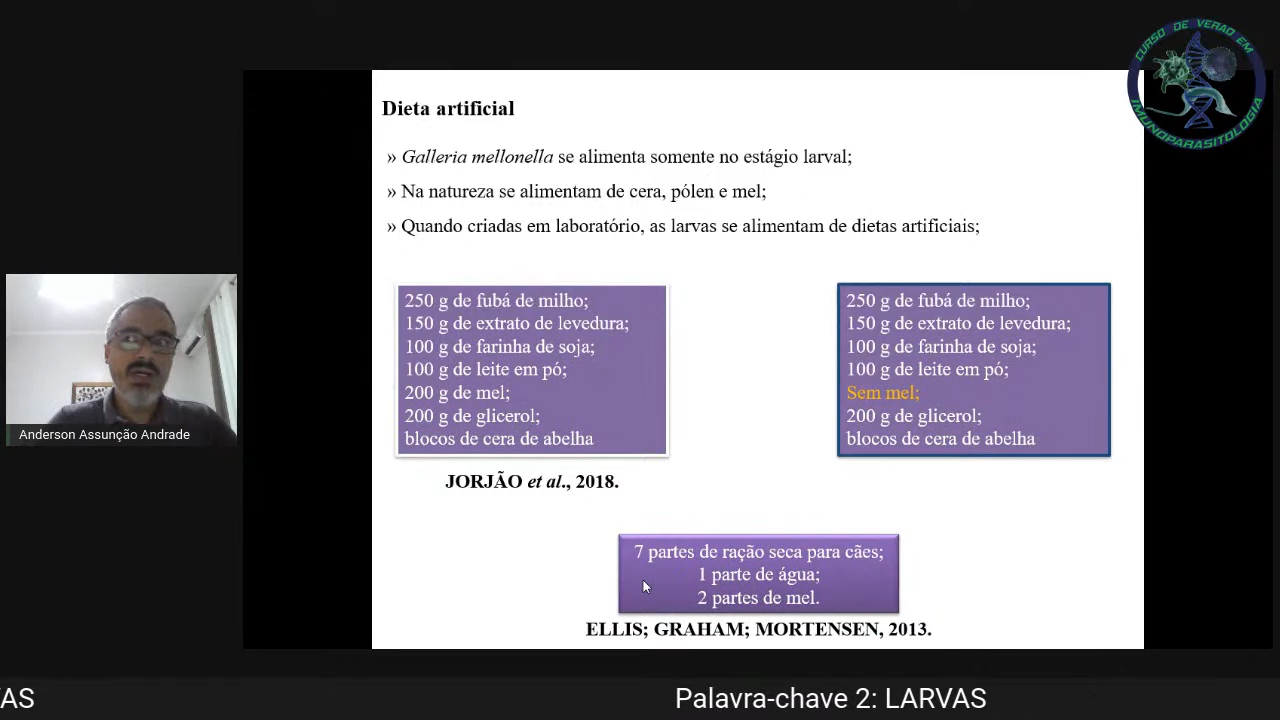 CURSO DE VERÃO EM
IMUNOPARASITOLOGIA
Dieta artificial
» Galleria mellonella se alimenta somente no estágio larval;
» Na natureza se alimentam de cera, pólen e mel;
» Quando criadas em laboratório, as larvas se alimentam de dietas artificiais;
250 g de fubá de milho;
150 g de extrato de levedura;
100 g de farinha de soja;
100 g de leite em pó;
200 g de mel;
200 g de glicerol;
blocos de cera de abelha
JORJÃO et al., 2018.
250 g de fubá de milho;
150 g de extrato de levedura;
100 g de farinha de soja;
100 g de leite em pó;
Sem mel;
200 g de glicerol;
blocos de cera de abelha
7 partes de ração seca para cães;
1 parte de água;
2 partes de mel.
ELLIS; GRAHAM; MORTENSEN, 2013.
Anderson Assunção Andrade
AS
Palavra-chave 2: LARVAS